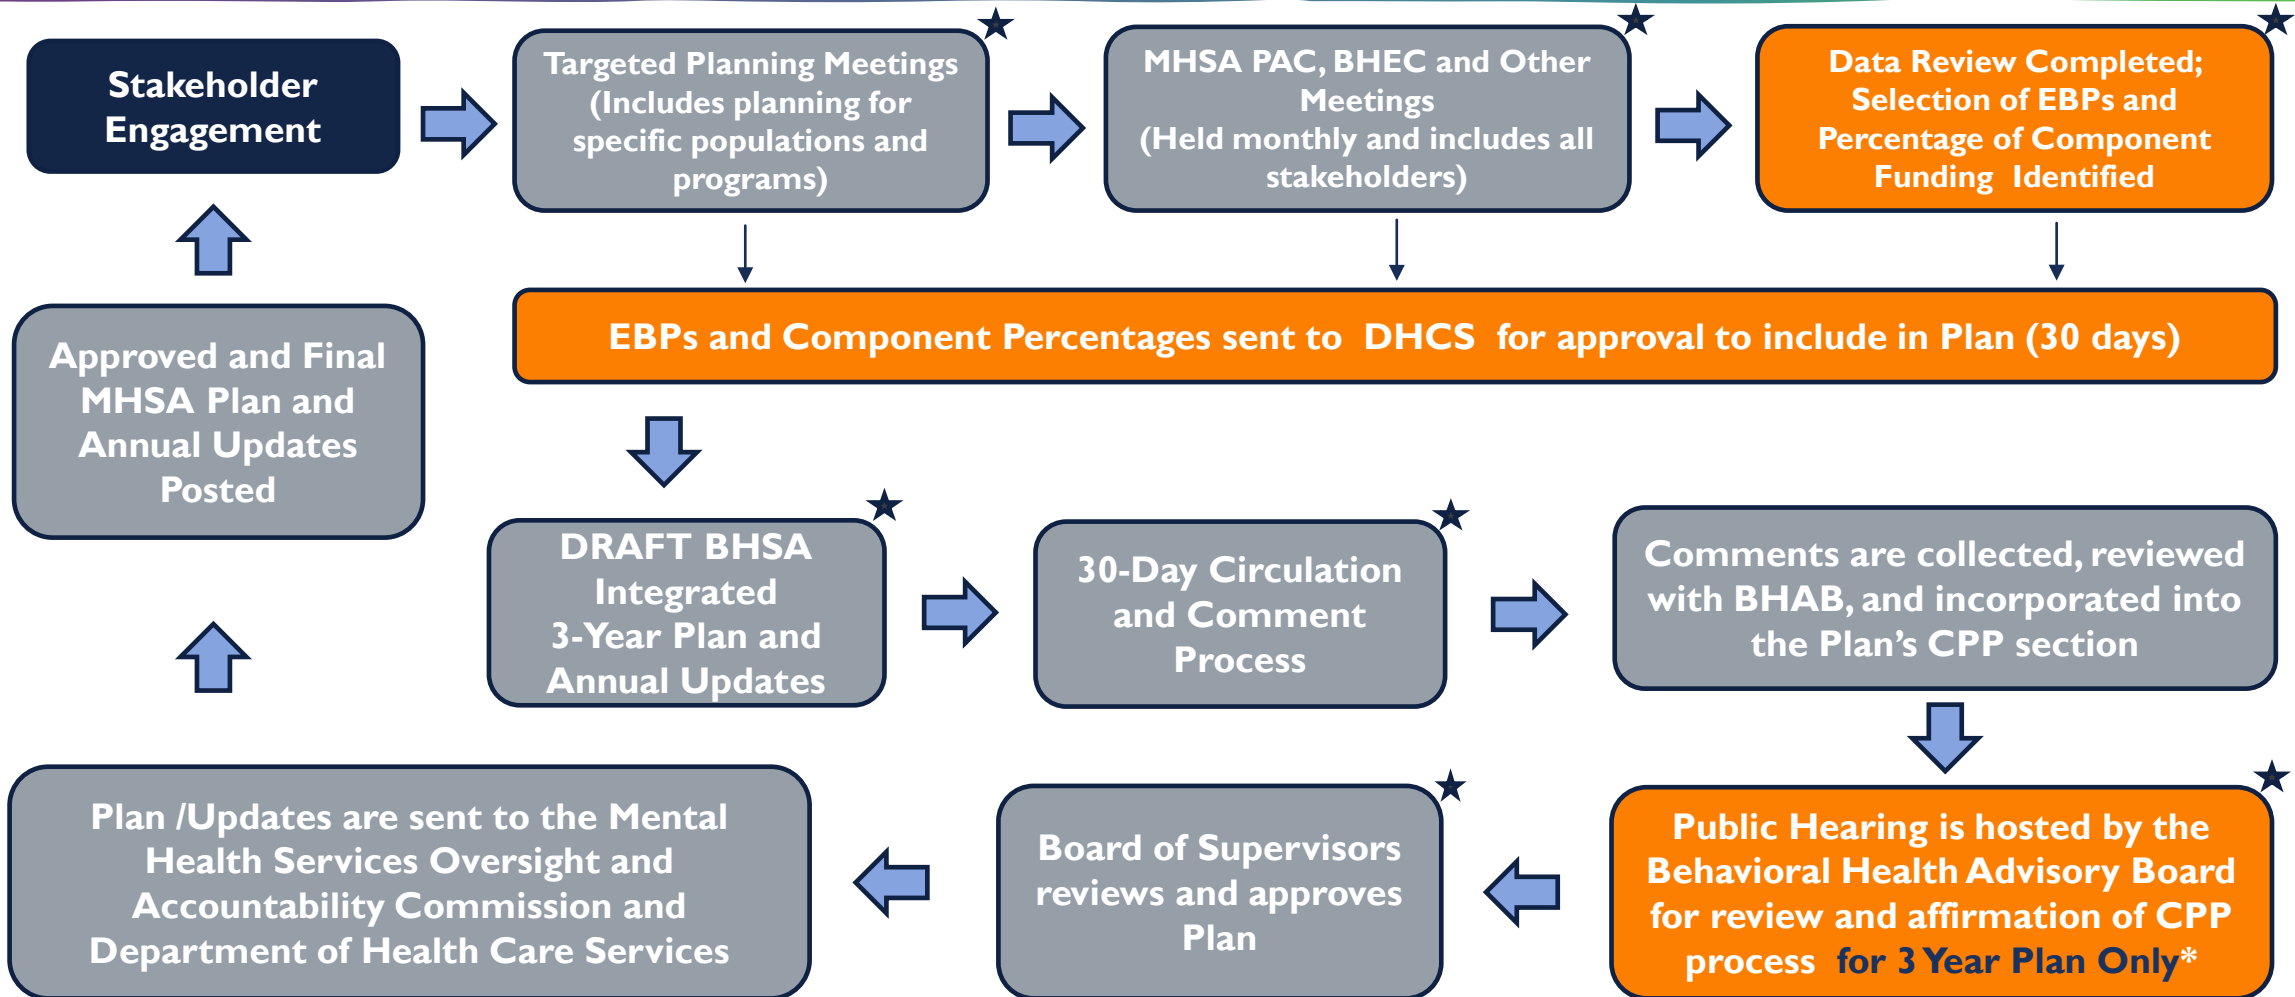 Stakeholder
Engagement
Targeted Planning Meetings
(Includes planning for
specific populations and
programs)
MHSA PAC, BHEC and Other
Meetings
(Held monthly and includes all
stakeholders)
Data Review Completed;
Selection of EBPs and
Percentage of Component
Funding Identified
EBPs and Component Percentages sent to DHCS for approval to include in Plan (30 days)
Approved and Final
MHSA Plan and
Annual Updates
Posted
DRAFT BHSA
Integrated
3-Year Plan and
Annual Updates
30-Day Circulation
and Comment
Process
Comments are collected, reviewed
with BHAB, and incorporated into
the Plan’s CPP section
Plan /Updates are sent to the Mental
Health Services Oversight and
Accountability Commission and
Department of Health Care Services
Board of Supervisors
reviews and approves
Plan
Public Hearing is hosted by the
Behavioral Health Advisory Board
for review and affirmation of CPP
process for 3 Year Plan Only*